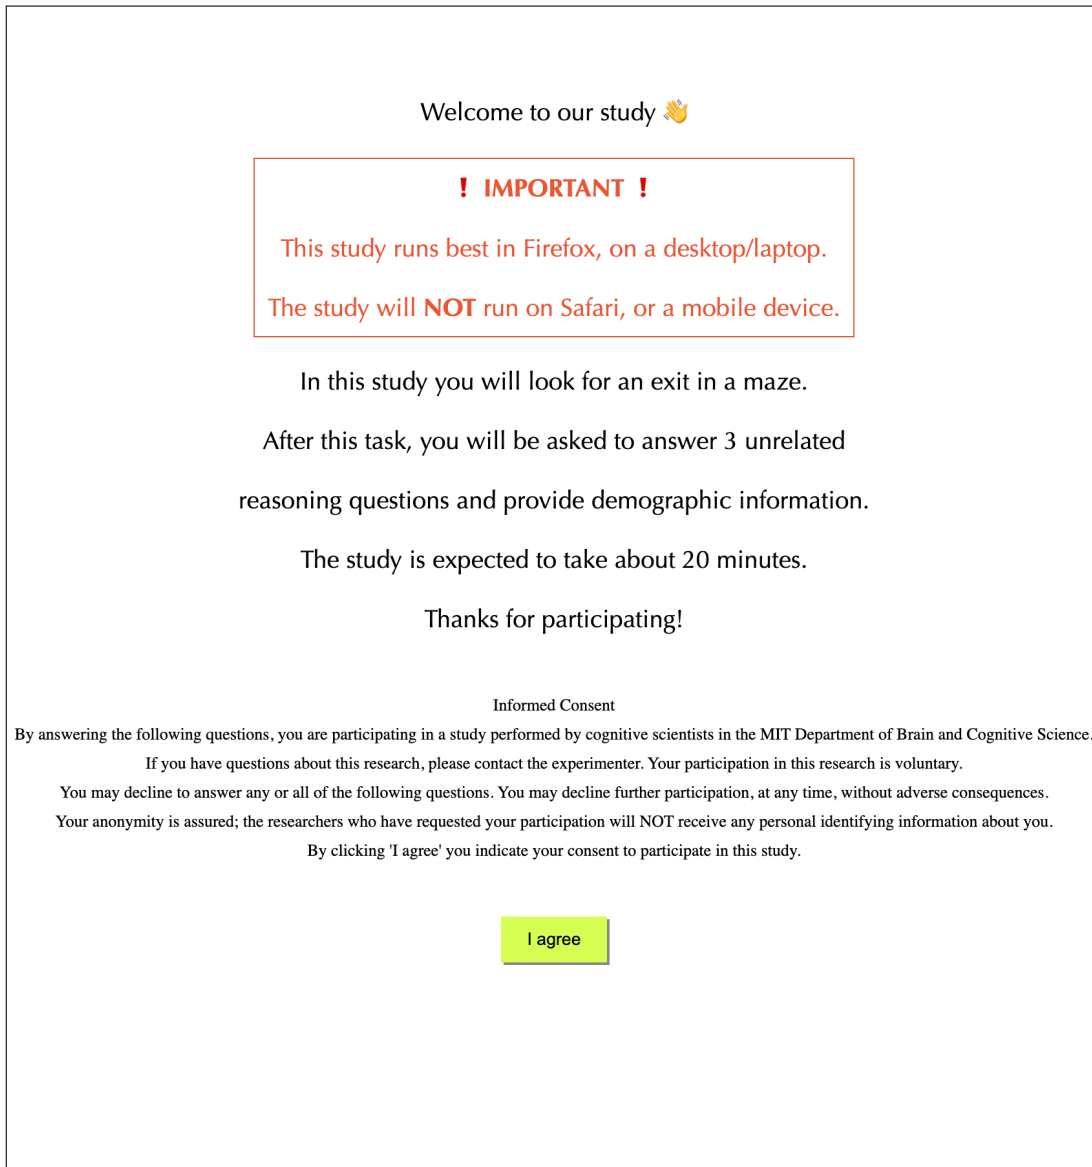 Welcome to our study 👋
❗ IMPORTANT ❗
This study runs best in Firefox, on a desktop/laptop.
The study will NOT run on Safari, or a mobile device.
In this study you will look for an exit in a maze.
After this task, you will be asked to answer 3 unrelated
reasoning questions and provide demographic information.
The study is expected to take about 20 minutes.
Thanks for participating!
Informed Consent
By answering the following questions, you are participating in a study performed by cognitive scientists in the MIT Department of Brain and Cognitive Science.
If you have questions about this research, please contact the experimenter. Your participation in this research is voluntary.
You may decline to answer any or all of the following questions. You may decline further participation, at any time, without adverse consequences.
Your anonymity is assured; the researchers who have requested your participation will NOT receive any personal identifying information about you.
By clicking 'I agree' you indicate your consent to participate in this study.
I agree